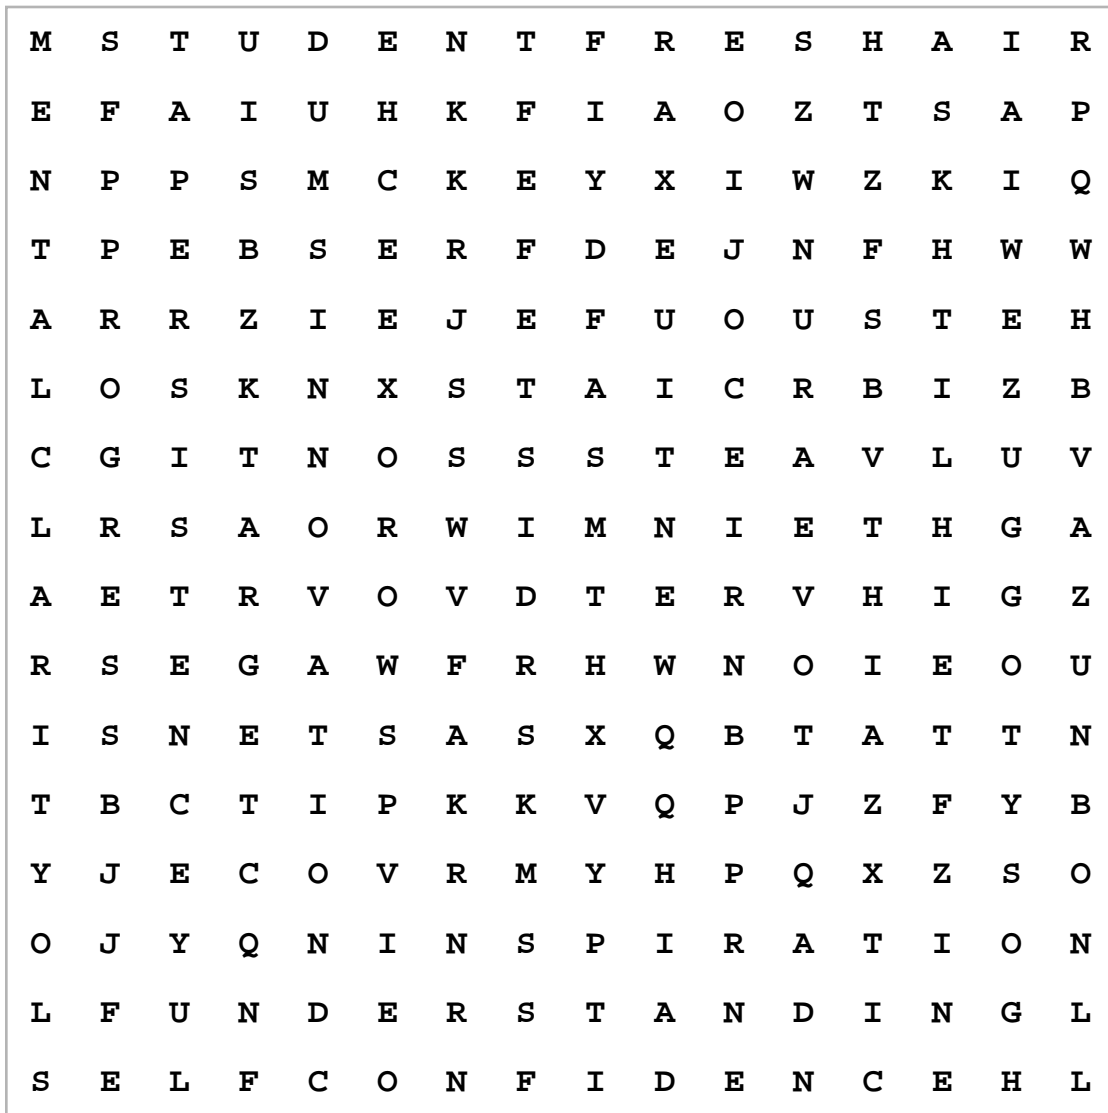 M S T U D E N T F R E S H A I R
E F A I U H K F I A O Z T S A P
N P P S M C K E Y X I W Z K I Q
T P E B S E R F D E J N F H W W
A R R Z I E J E F U O U S T E H
L O S K N X S T A I C R B I Z B
C G I T N O S S S T E A V L U V
L R S A O R W I M N I E T H G A
A E T R V O V D T E R V H I G Z
R S E G A W F R H W N O I E O U
I S N E T S A S X Q B T A T T N
T B C T I P K K V Q P J Z F Y B
Y J E C O V R M Y H P Q X Z S O
O J Y Q N I N S P I R A T I O N
L F U N D E R S T A N D I N G L
S E L F C O N F I D E N C E H L